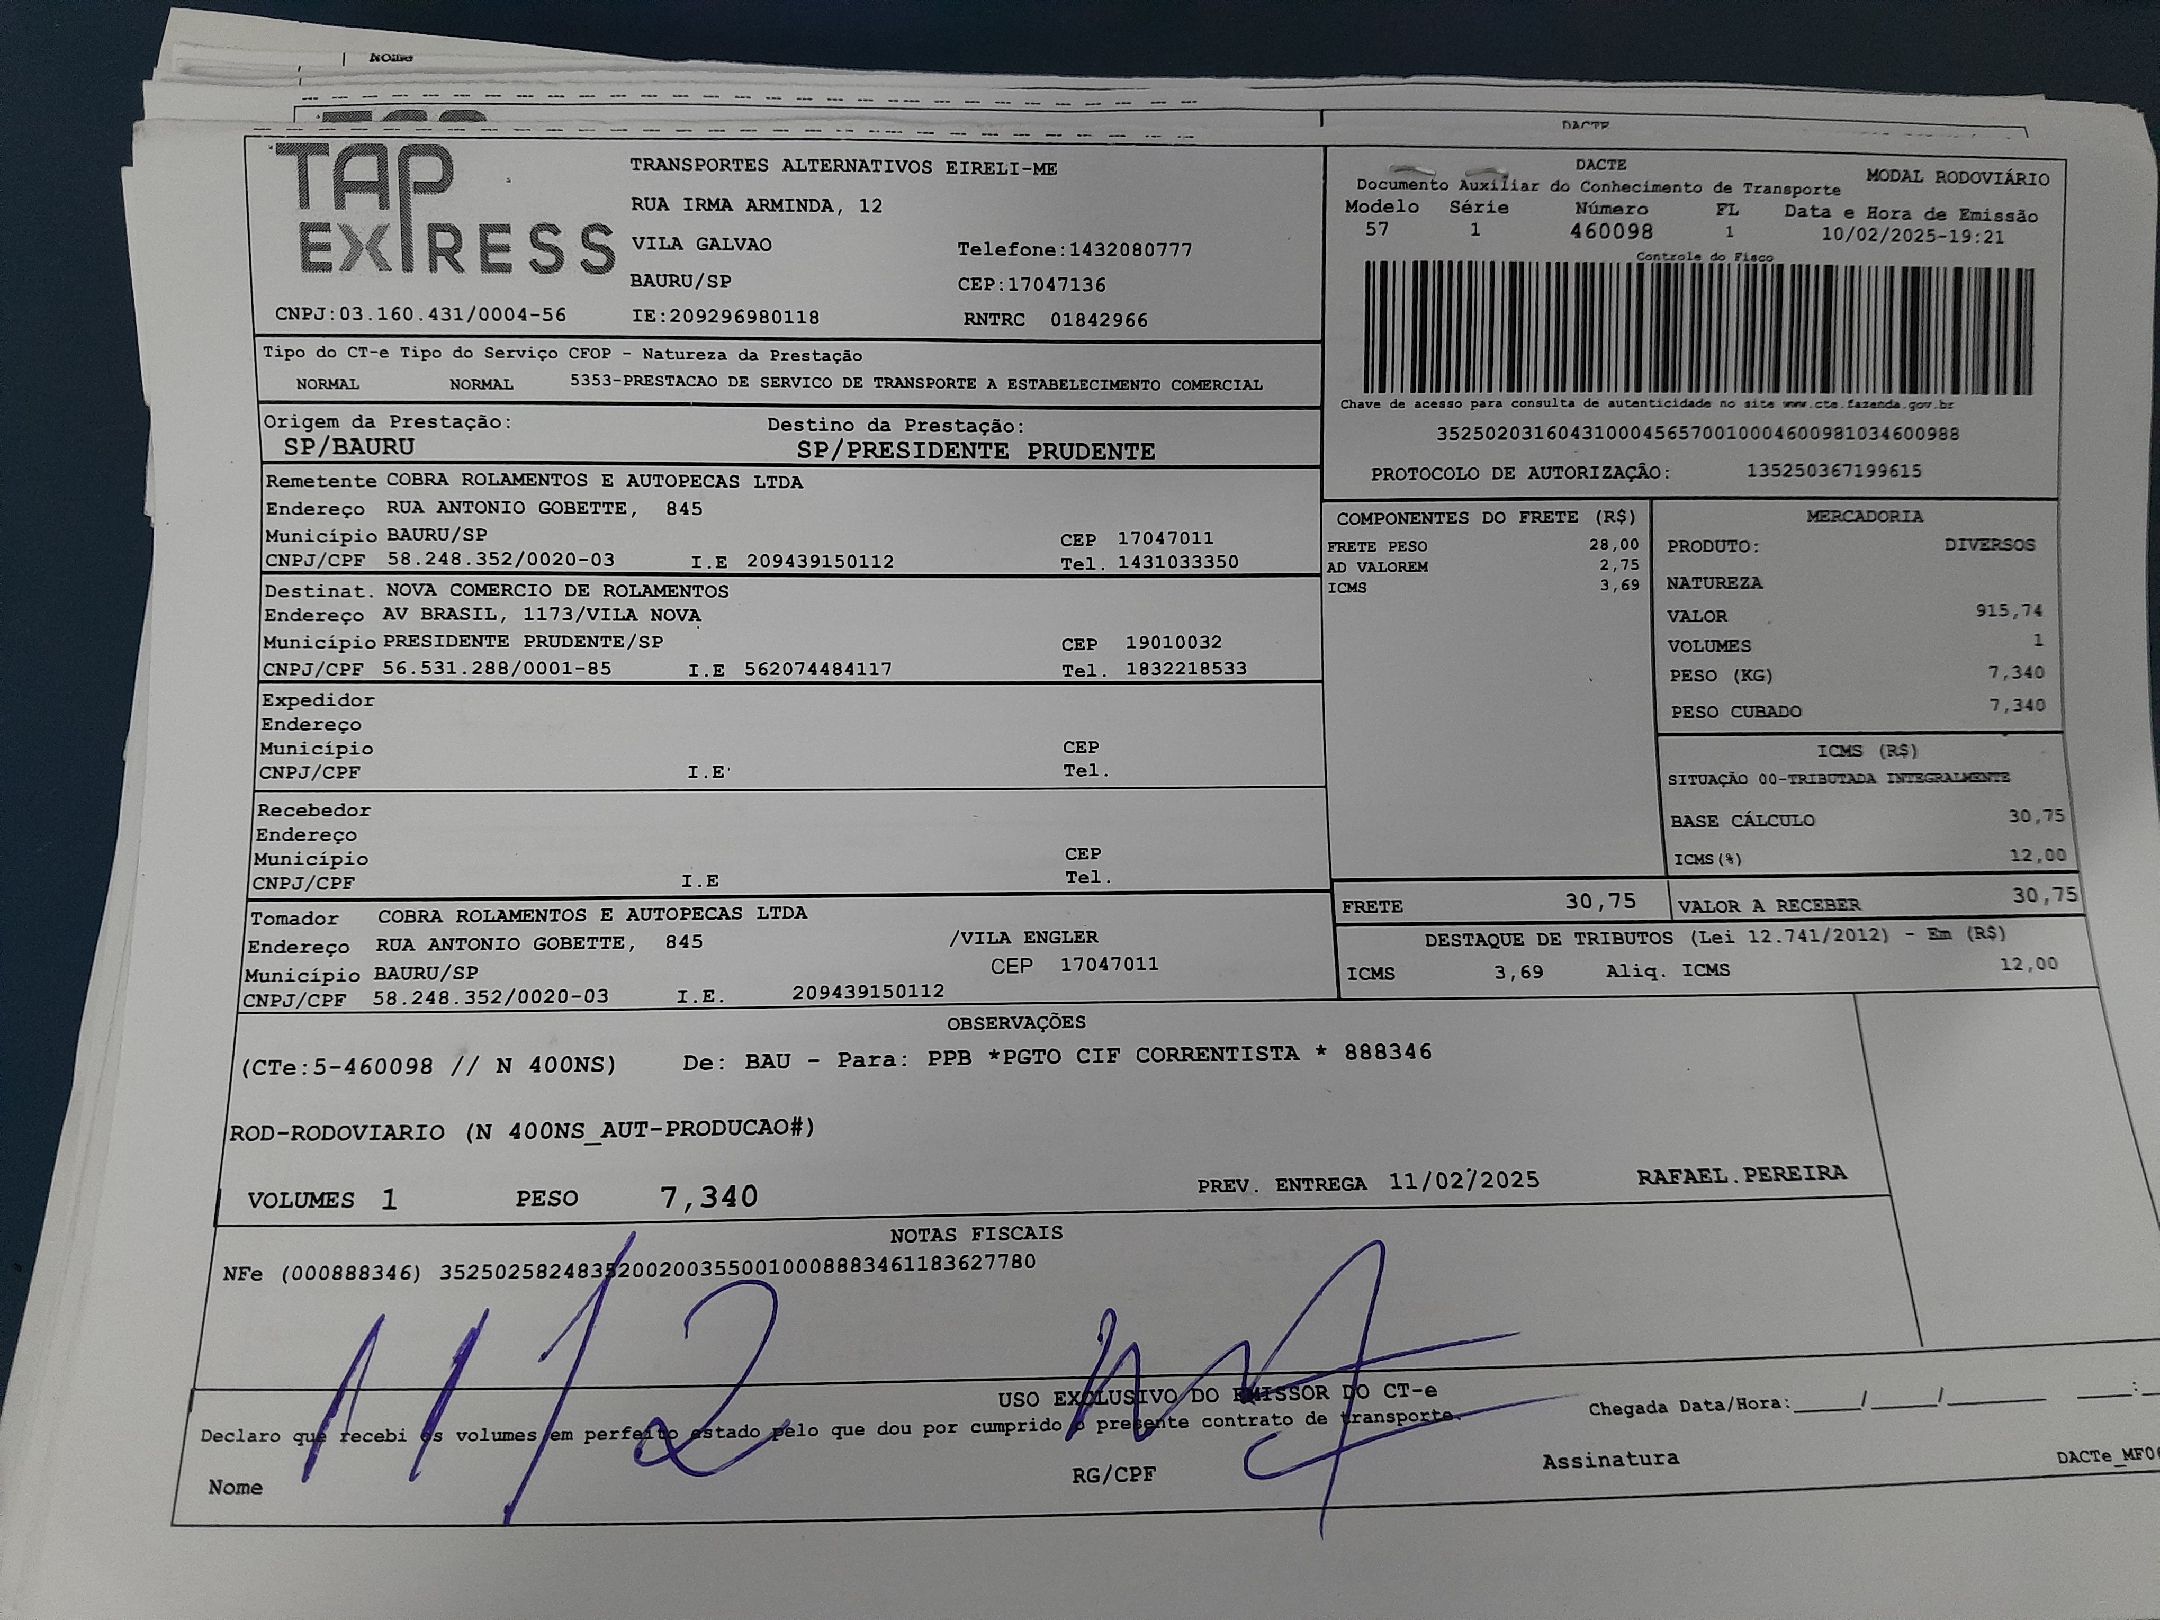 Nome
DACTE
TAP EXPRESS
TRANSPORTES ALTERNATIVOS EIRELI-ME
RUA IRMA ARMINDA, 12
VILA GALVAO Telefone:1432080777
BAURU/SP CEP:17047136
CNPJ:03.160.431/0004-56 IE:209296980118 RNTRC 01842966
DACTE MODAL RODOVIÁRIO
Documento Auxiliar do Conhecimento de Transporte
Modelo Série Número FL Data e Hora de Emissão
57 1 460098 1 10/02/2025-19:21
Controle do Fisco
Chave de acesso para consulta de autenticidade no site www.cte.fazenda.gov.br
35250203160431000456570010004600981034600988
PROTOCOLO DE AUTORIZAÇÃO: 135250367199615
Tipo do CT-e Tipo do Serviço CFOP - Natureza da Prestação
NORMAL NORMAL 5353-PRESTACAO DE SERVICO DE TRANSPORTE A ESTABELECIMENTO COMERCIAL
Origem da Prestação: Destino da Prestação:
SP/BAURU SP/PRESIDENTE PRUDENTE
Remetente COBRA ROLAMENTOS E AUTOPECAS LTDA
Endereço RUA ANTONIO GOBETTE, 845
Município BAURU/SP CEP 17047011
CNPJ/CPF 58.248.352/0020-03 I.E 209439150112 Tel. 1431033350
Destinat. NOVA COMERCIO DE ROLAMENTOS
Endereço AV BRASIL, 1173/VILA NOVA
Município PRESIDENTE PRUDENTE/SP CEP 19010032
CNPJ/CPF 56.531.288/0001-85 I.E 562074484117 Tel. 1832218533
Expedidor
Endereço
Município CEP
CNPJ/CPF I.E Tel.
Recebedor
Endereço
Município CEP
CNPJ/CPF I.E Tel.
Tomador COBRA ROLAMENTOS E AUTOPECAS LTDA
Endereço RUA ANTONIO GOBETTE, 845 /VILA ENGLER
Município BAURU/SP CEP 17047011
CNPJ/CPF 58.248.352/0020-03 I.E. 209439150112
COMPONENTES DO FRETE (R$)
FRETE PESO 28,00
AD VALOREM 2,75
ICMS 3,69
MERCADORIA
PRODUTO: DIVERSOS
NATUREZA
VALOR 915,74
VOLUMES 1
PESO (KG) 7,340
PESO CUBADO 7,340
ICMS (R$)
SITUAÇÃO 00-TRIBUTADA INTEGRALMENTE
BASE CÁLCULO 30,75
ICMS(%) 12,00
FRETE 30,75 VALOR A RECEBER 30,75
DESTAQUE DE TRIBUTOS (Lei 12.741/2012) - Em (R$)
ICMS 3,69 Aliq. ICMS 12,00
OBSERVAÇÕES
(CTe:5-460098 // N 400NS) De: BAU - Para: PPB *PGTO CIF CORRENTISTA * 888346
ROD-RODOVIARIO (N 400NS_AUT-PRODUCAO#)
VOLUMES 1 PESO 7,340 PREV. ENTREGA 11/02/2025 RAFAEL.PEREIRA
NOTAS FISCAIS
NFe (000888346) 35250258248352002003550010008883461183627780
11/2
USO EXCLUSIVO DO EMISSOR DO CT-e
Declaro que recebi os volumes em perfeito estado pelo que dou por cumprido o presente contrato de transporte. Chegada Data/Hora:____/____/______ ____:
Nome RG/CPF Assinatura DACTe_MF0